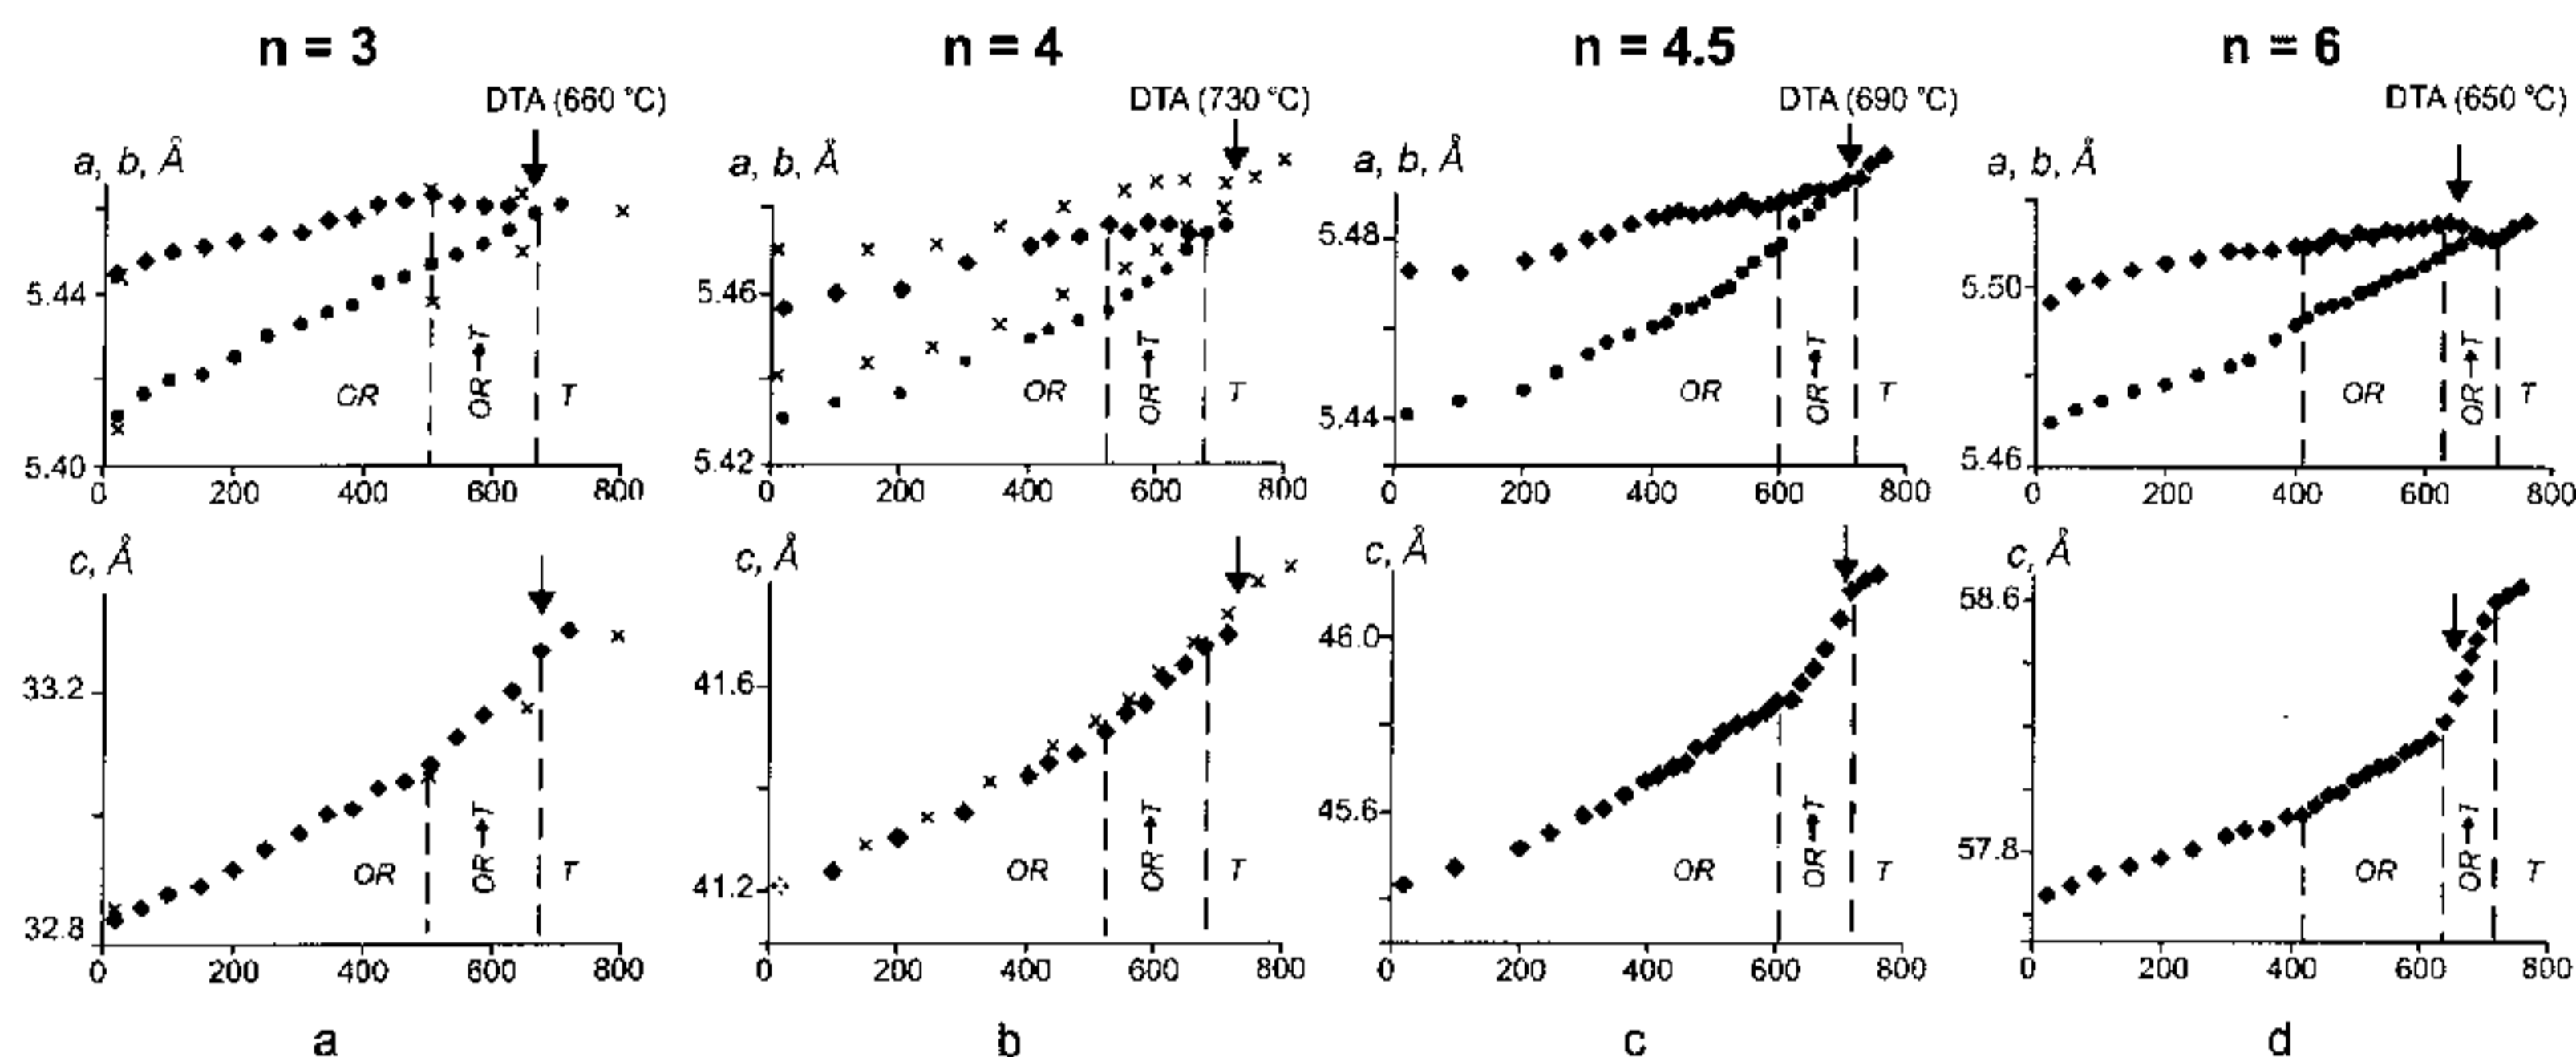 n = 3
DTA (660 °C)
a, b, Å
5.44
5.40
OR
OR→T
T
0 200 400 600 800
c, Å
33.2
32.8
OR
OR→T
T
0 200 400 600 800
a
n = 4
DTA (730 °C)
a, b, Å
5.46
5.42
OR
OR→T
T
0 200 400 600 800
c, Å
41.6
41.2
OR
OR→T
T
0 200 400 600 800
b
n = 4.5
DTA (690 °C)
a, b, Å
5.48
5.44
OR
OR→T
T
0 200 400 600 800
c, Å
46.0
45.6
OR
OR→T
T
0 200 400 600 800
c
n = 6
DTA (650 °C)
a, b, Å
5.50
5.46
OR
OR→T
T
0 200 400 600 800
c, Å
58.6
57.8
OR
OR→T
T
0 200 400 600 800
d